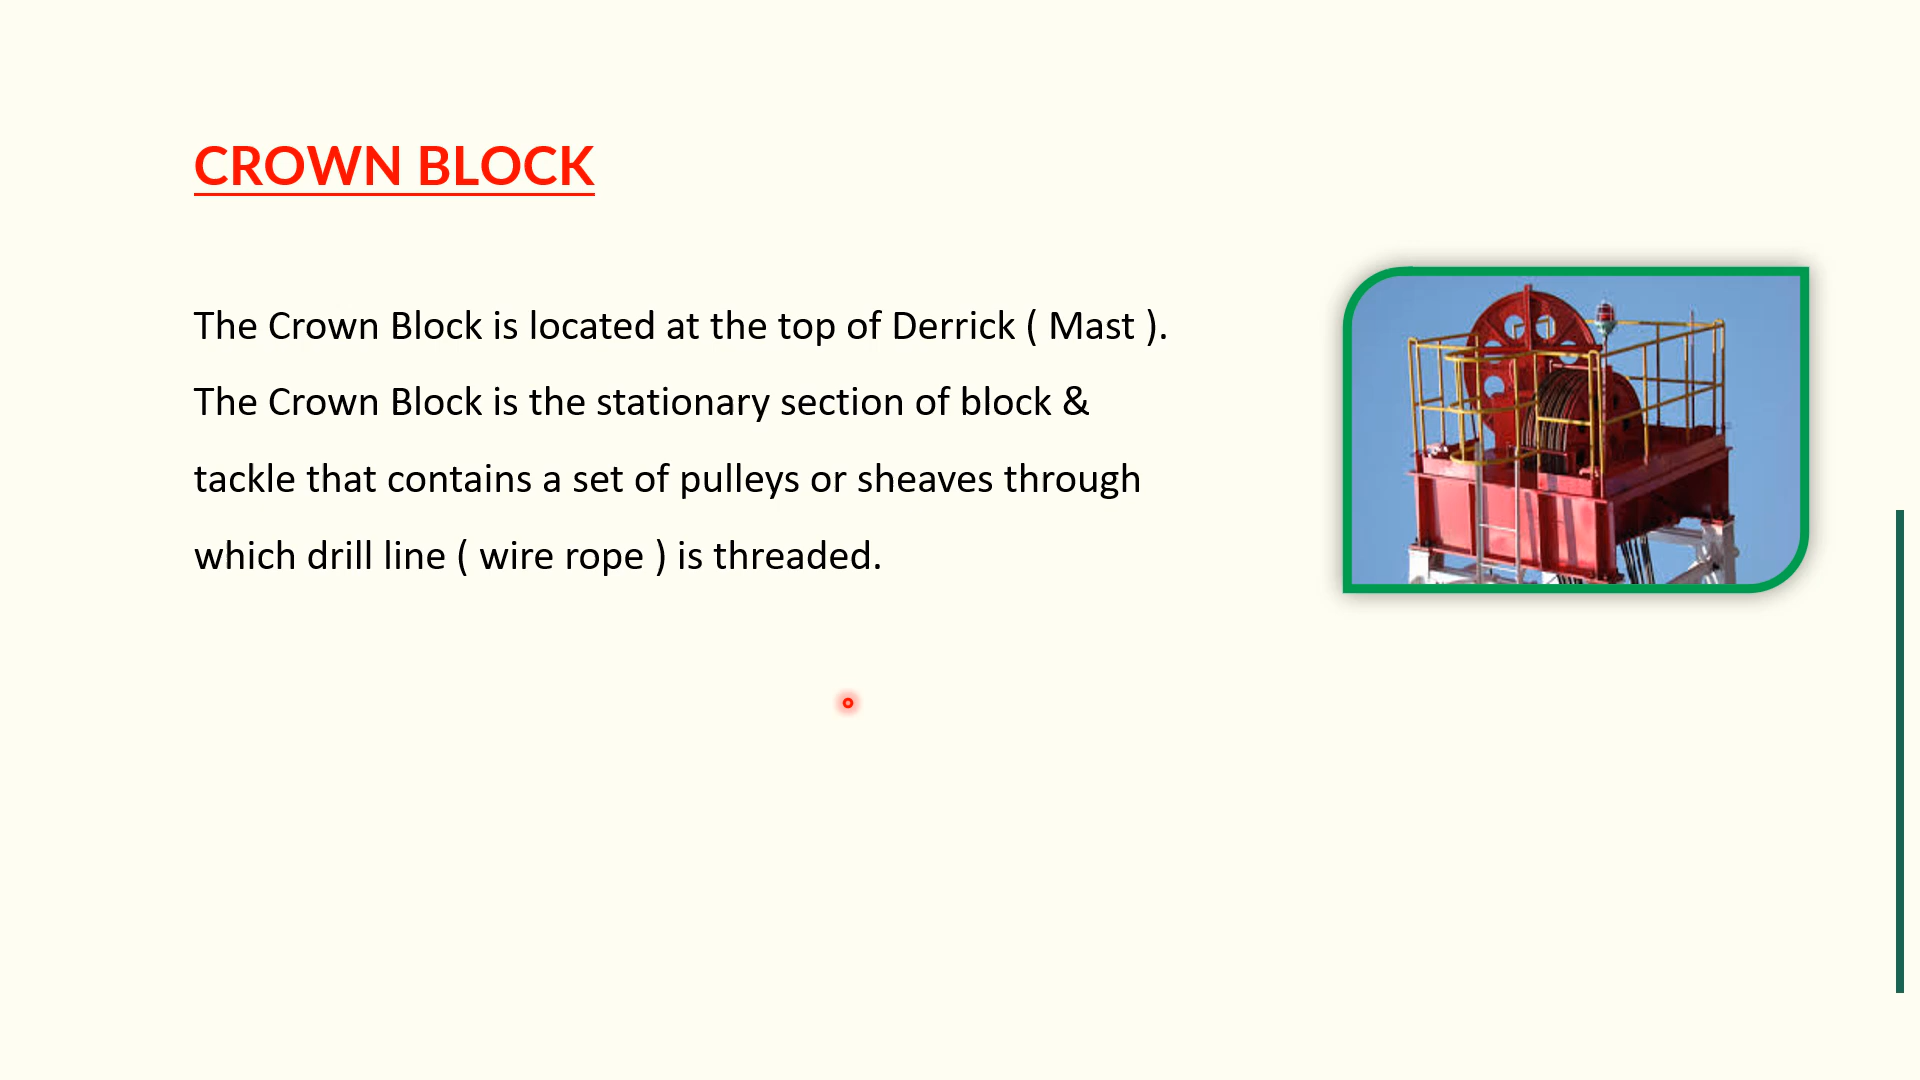 CROWN BLOCK
The Crown Block is located at the top of Derrick ( Mast ).
The Crown Block is the stationary section of block &
tackle that contains a set of pulleys or sheaves through
which drill line ( wire rope ) is threaded.